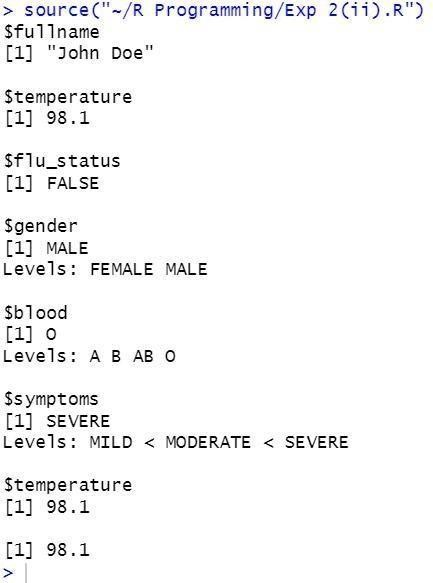 > source("~/R Programming/Exp 2(ii).R")
$fullname
[1] "John Doe"
$temperature
[1] 98.1
$flu_status
[1] FALSE
$gender
[1] MALE
Levels: FEMALE MALE
$blood
[1] O
Levels: A B AB O
$symptoms
[1] SEVERE
Levels: MILD < MODERATE < SEVERE
$temperature
[1] 98.1
[1] 98.1
>